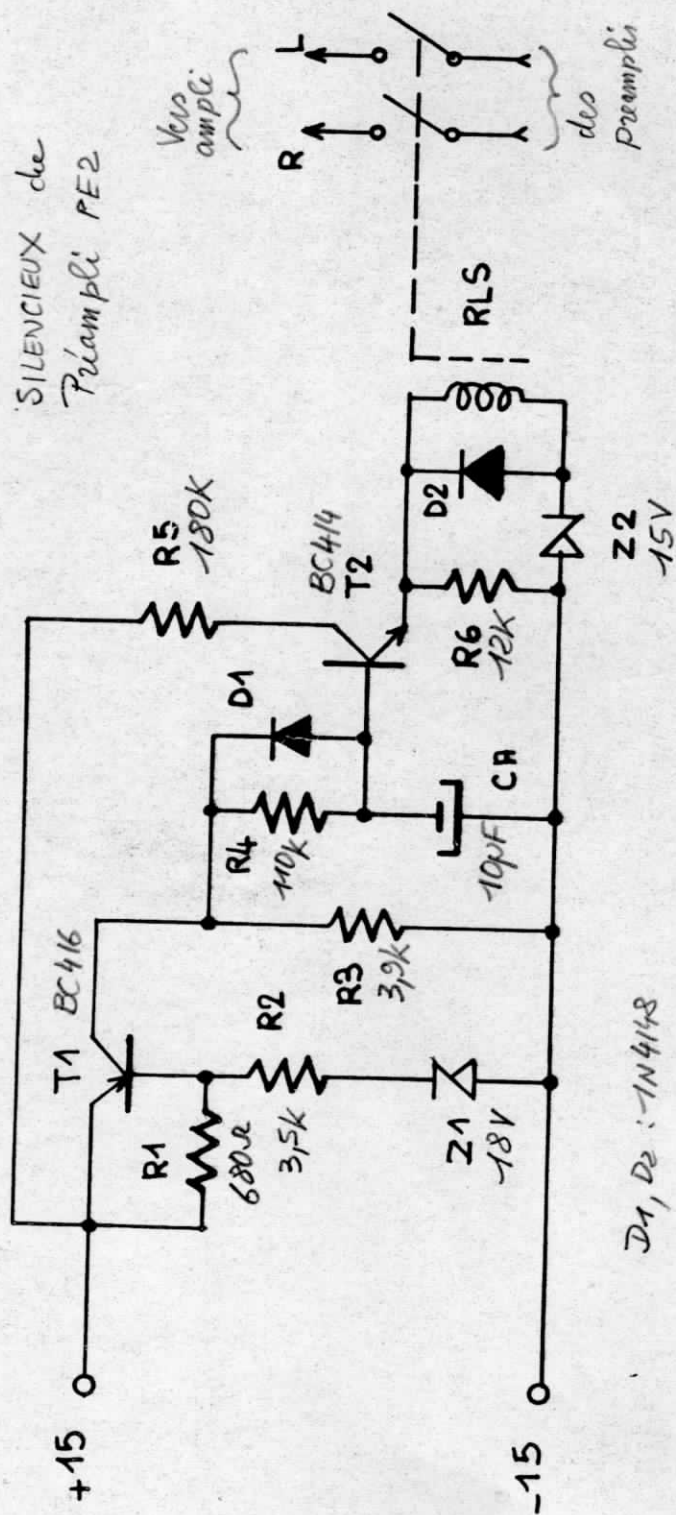 SILENCIEUX du
Préampli PE2
Vers
ampli
R
L
des
préamplis
RLS
+15
-15
T1 BC416
R1
680Ω
R2
3,5K
Z1
18V
R3
3,9K
R4
110K
D1
CA
10µF
R5
180K
BC414
T2
R6
12K
D2
Z2
15V
D1, D2 : 1N4148